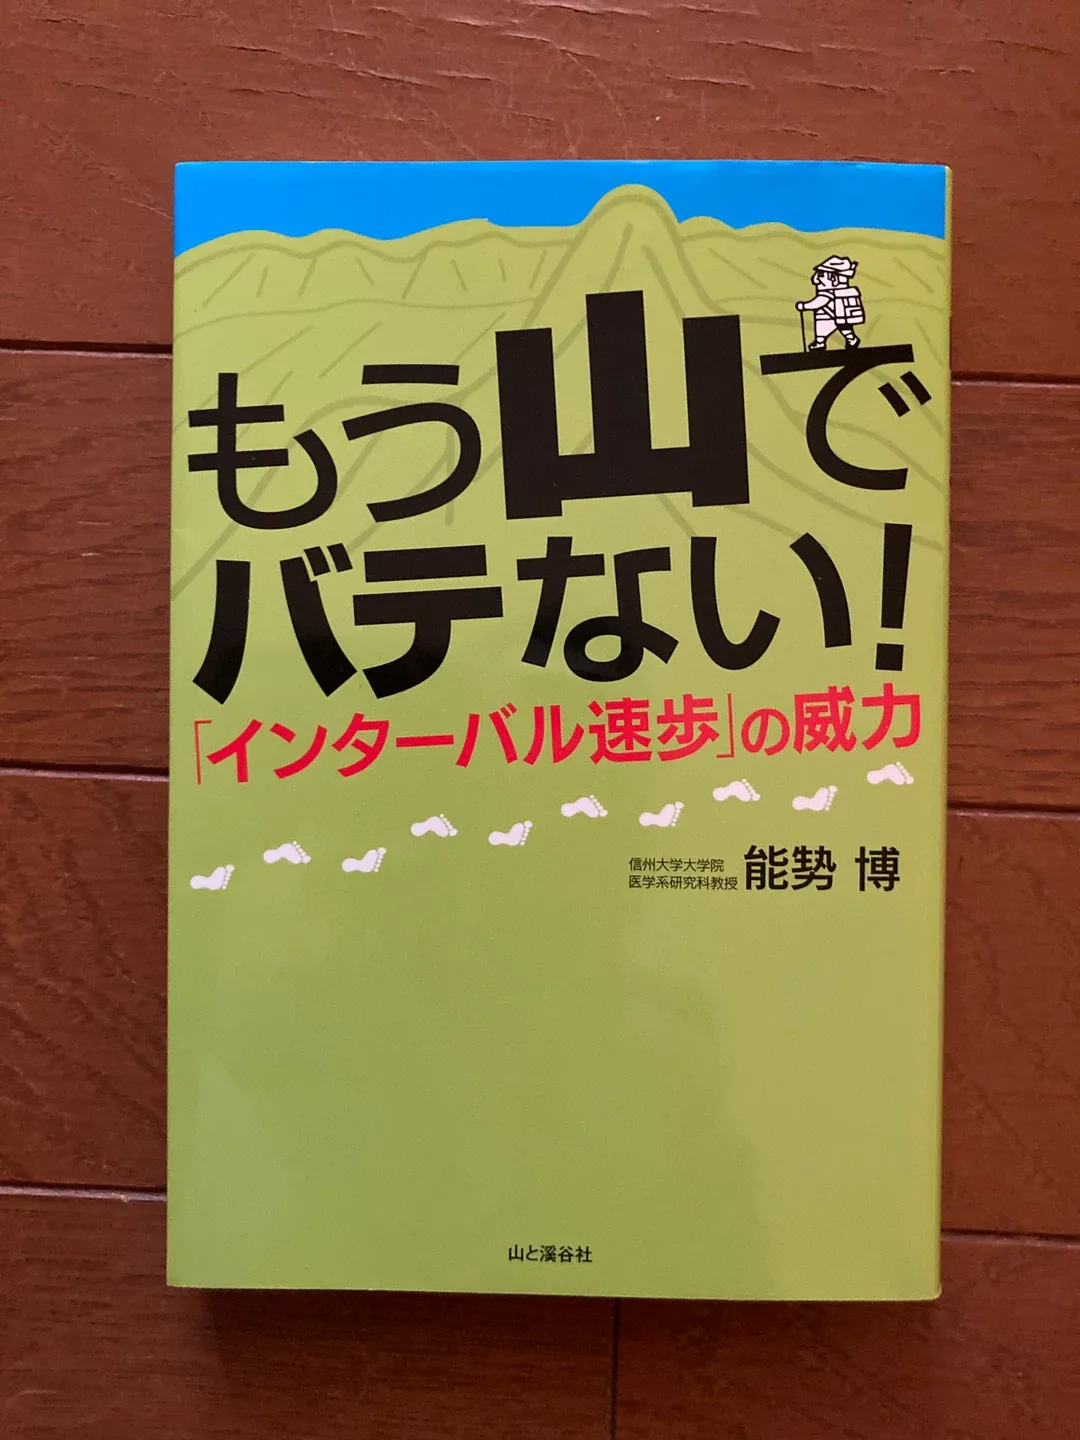 もう山で
バテない!
「インターバル速歩」の威力
信州大学大学院
医学系研究科教授
能勢 博
山と溪谷社